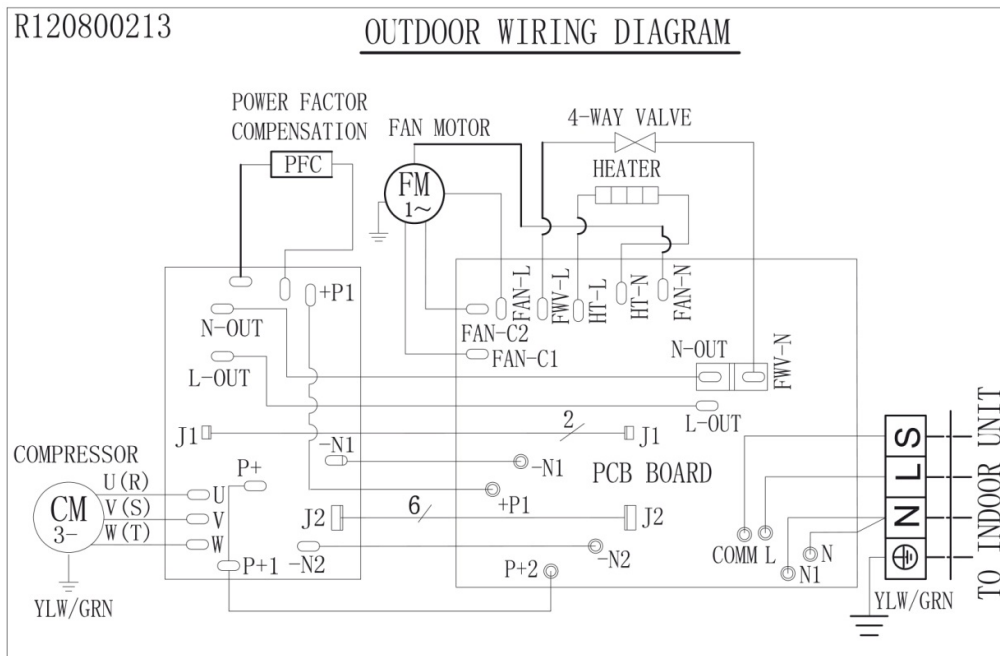 R120800213
OUTDOOR WIRING DIAGRAM
POWER FACTOR
COMPENSATION
FAN MOTOR
4-WAY VALVE
PFC
FM
1~
HEATER
+P1
FAN-L
FWV-L
HT-L
HT-N
FAN-N
N-OUT
FAN-C2
L-OUT
FAN-C1
N-OUT
FWV-N
L-OUT
J1
2
J1
-N1
-N1
PCB BOARD
COMPRESSOR
U(R)
V(S)
W(T)
CM
3-
P+
U
V
W
+P1
J2
6
J2
P+1
-N2
-N2
P+2
COMM
L
N
N1
S
L
N
TO INDOOR UNIT
YLW/GRN
YLW/GRN